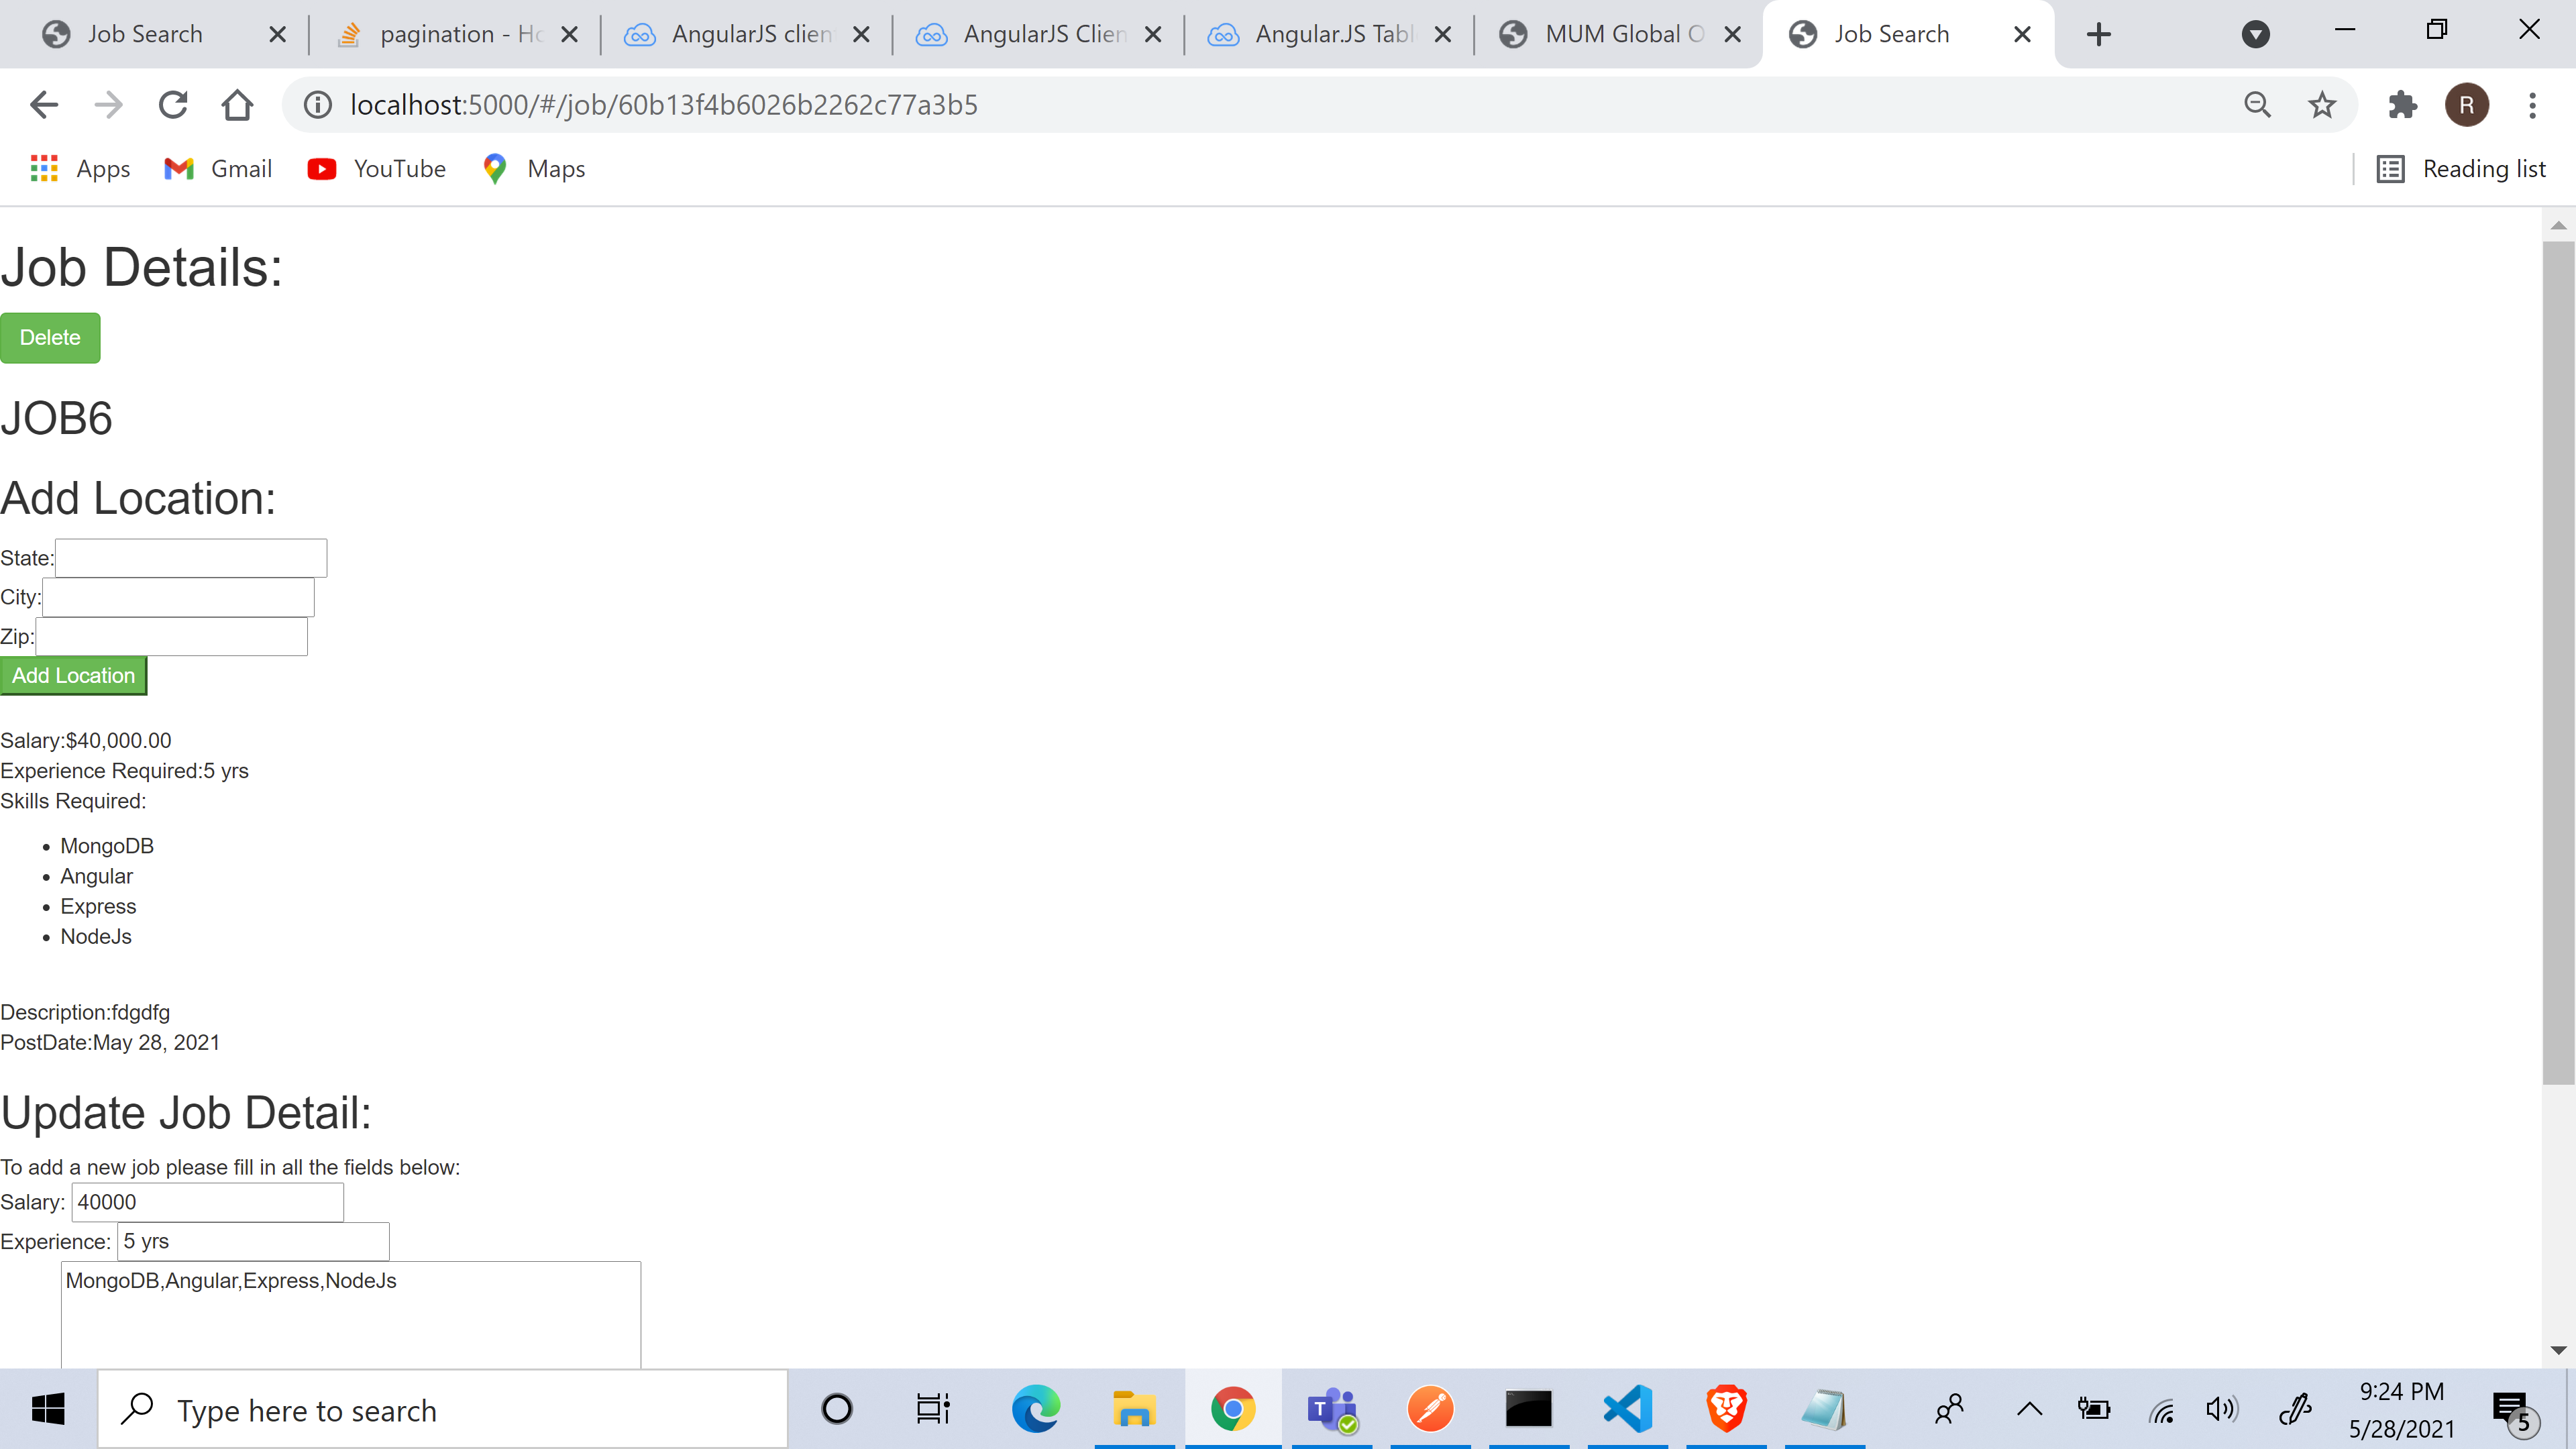 Job Search
pagination - Ho
AngularJS clien
AngularJS Clien
Angular.JS Tabl
MUM Global O
Job Search
localhost:5000/#/job/60b13f4b6026b2262c77a3b5
R
Apps
Gmail
YouTube
Maps
Reading list
Job Details:
Delete
JOB6
Add Location:
State:
City:
Zip:
Add Location
Salary:$40,000.00
Experience Required:5 yrs
Skills Required:
MongoDB
Angular
Express
NodeJs
Description:fdgdfg
PostDate:May 28, 2021
Update Job Detail:
To add a new job please fill in all the fields below:
Salary: 40000
Experience: 5 yrs
MongoDB,Angular,Express,NodeJs
Type here to search
T
9:24 PM
5/28/2021
5